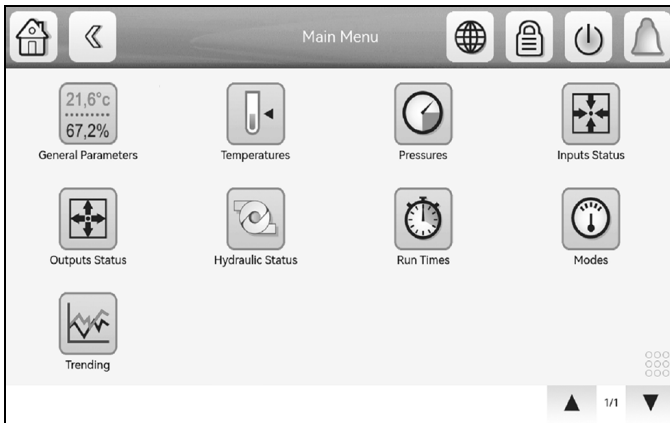 Main Menu
21,6°c
67,2%
General Parameters
Temperatures
Pressures
Inputs Status
Outputs Status
Hydraulic Status
Run Times
Modes
Trending
1/1